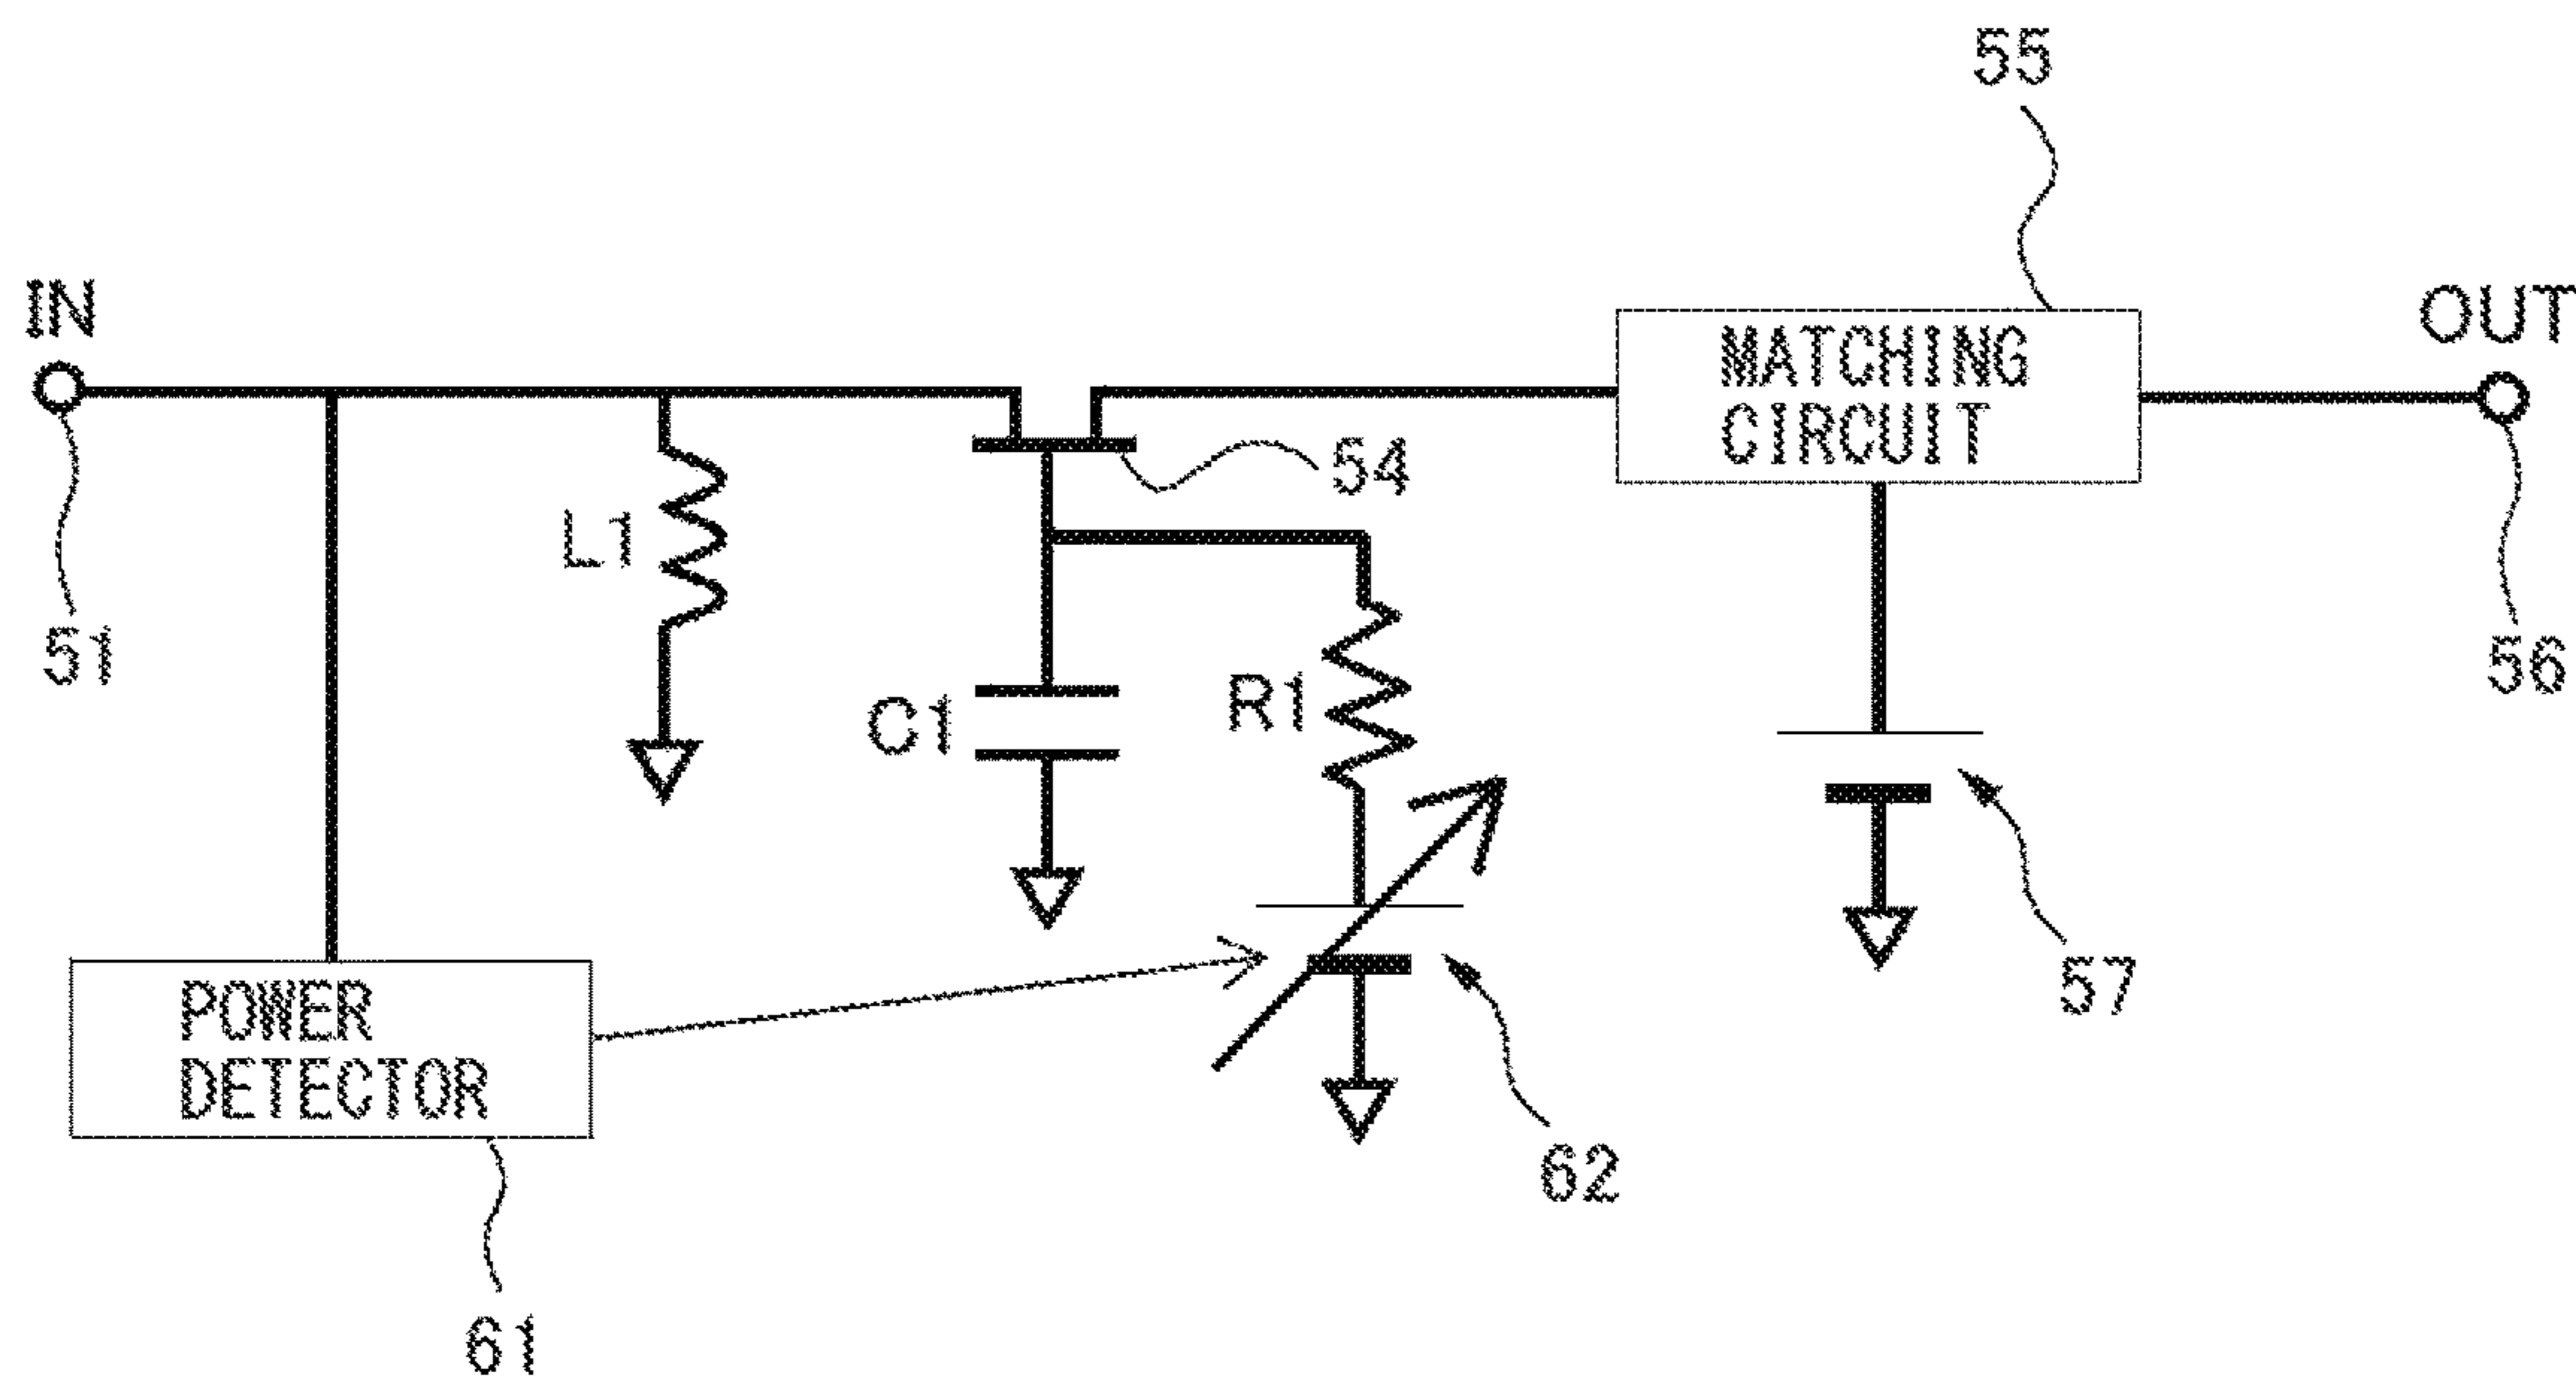 55
IN
OUT
MATCHING
CIRCUIT
54
L1
51
56
C1
R1
57
POWER
DETECTOR
62
61